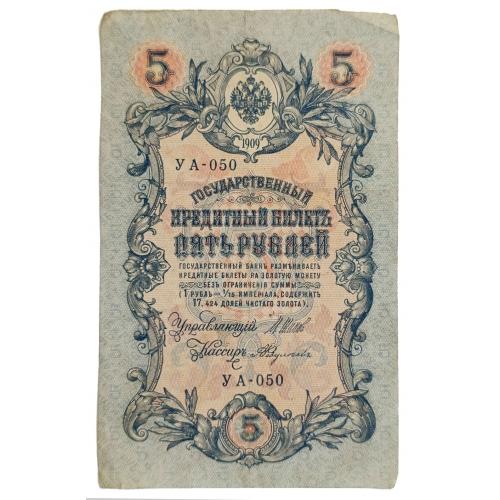 5 5
1909
УА-050
ГОСУДАРСТВЕННЫЙ
КРЕДИТНЫЙ БИЛЕТЪ
ПЯТЬ РУБЛЕЙ
ГОСУДАРСТВЕННЫЙ БАНКЪ РАЗМѢНИВАЕТЪ
КРЕДИТНЫЕ БИЛЕТЫ НА ЗОЛОТУЮ МОНЕТУ
БЕЗЪ ОГРАНИЧЕНІЯ СУММЫ
(1 РУБЛЬ = 1/15 ИМПЕРІАЛА, СОДЕРЖИТЪ
17,424 ДОЛЕЙ ЧИСТАГО ЗОЛОТА).
Управляющій
Кассиръ
УА-050
5